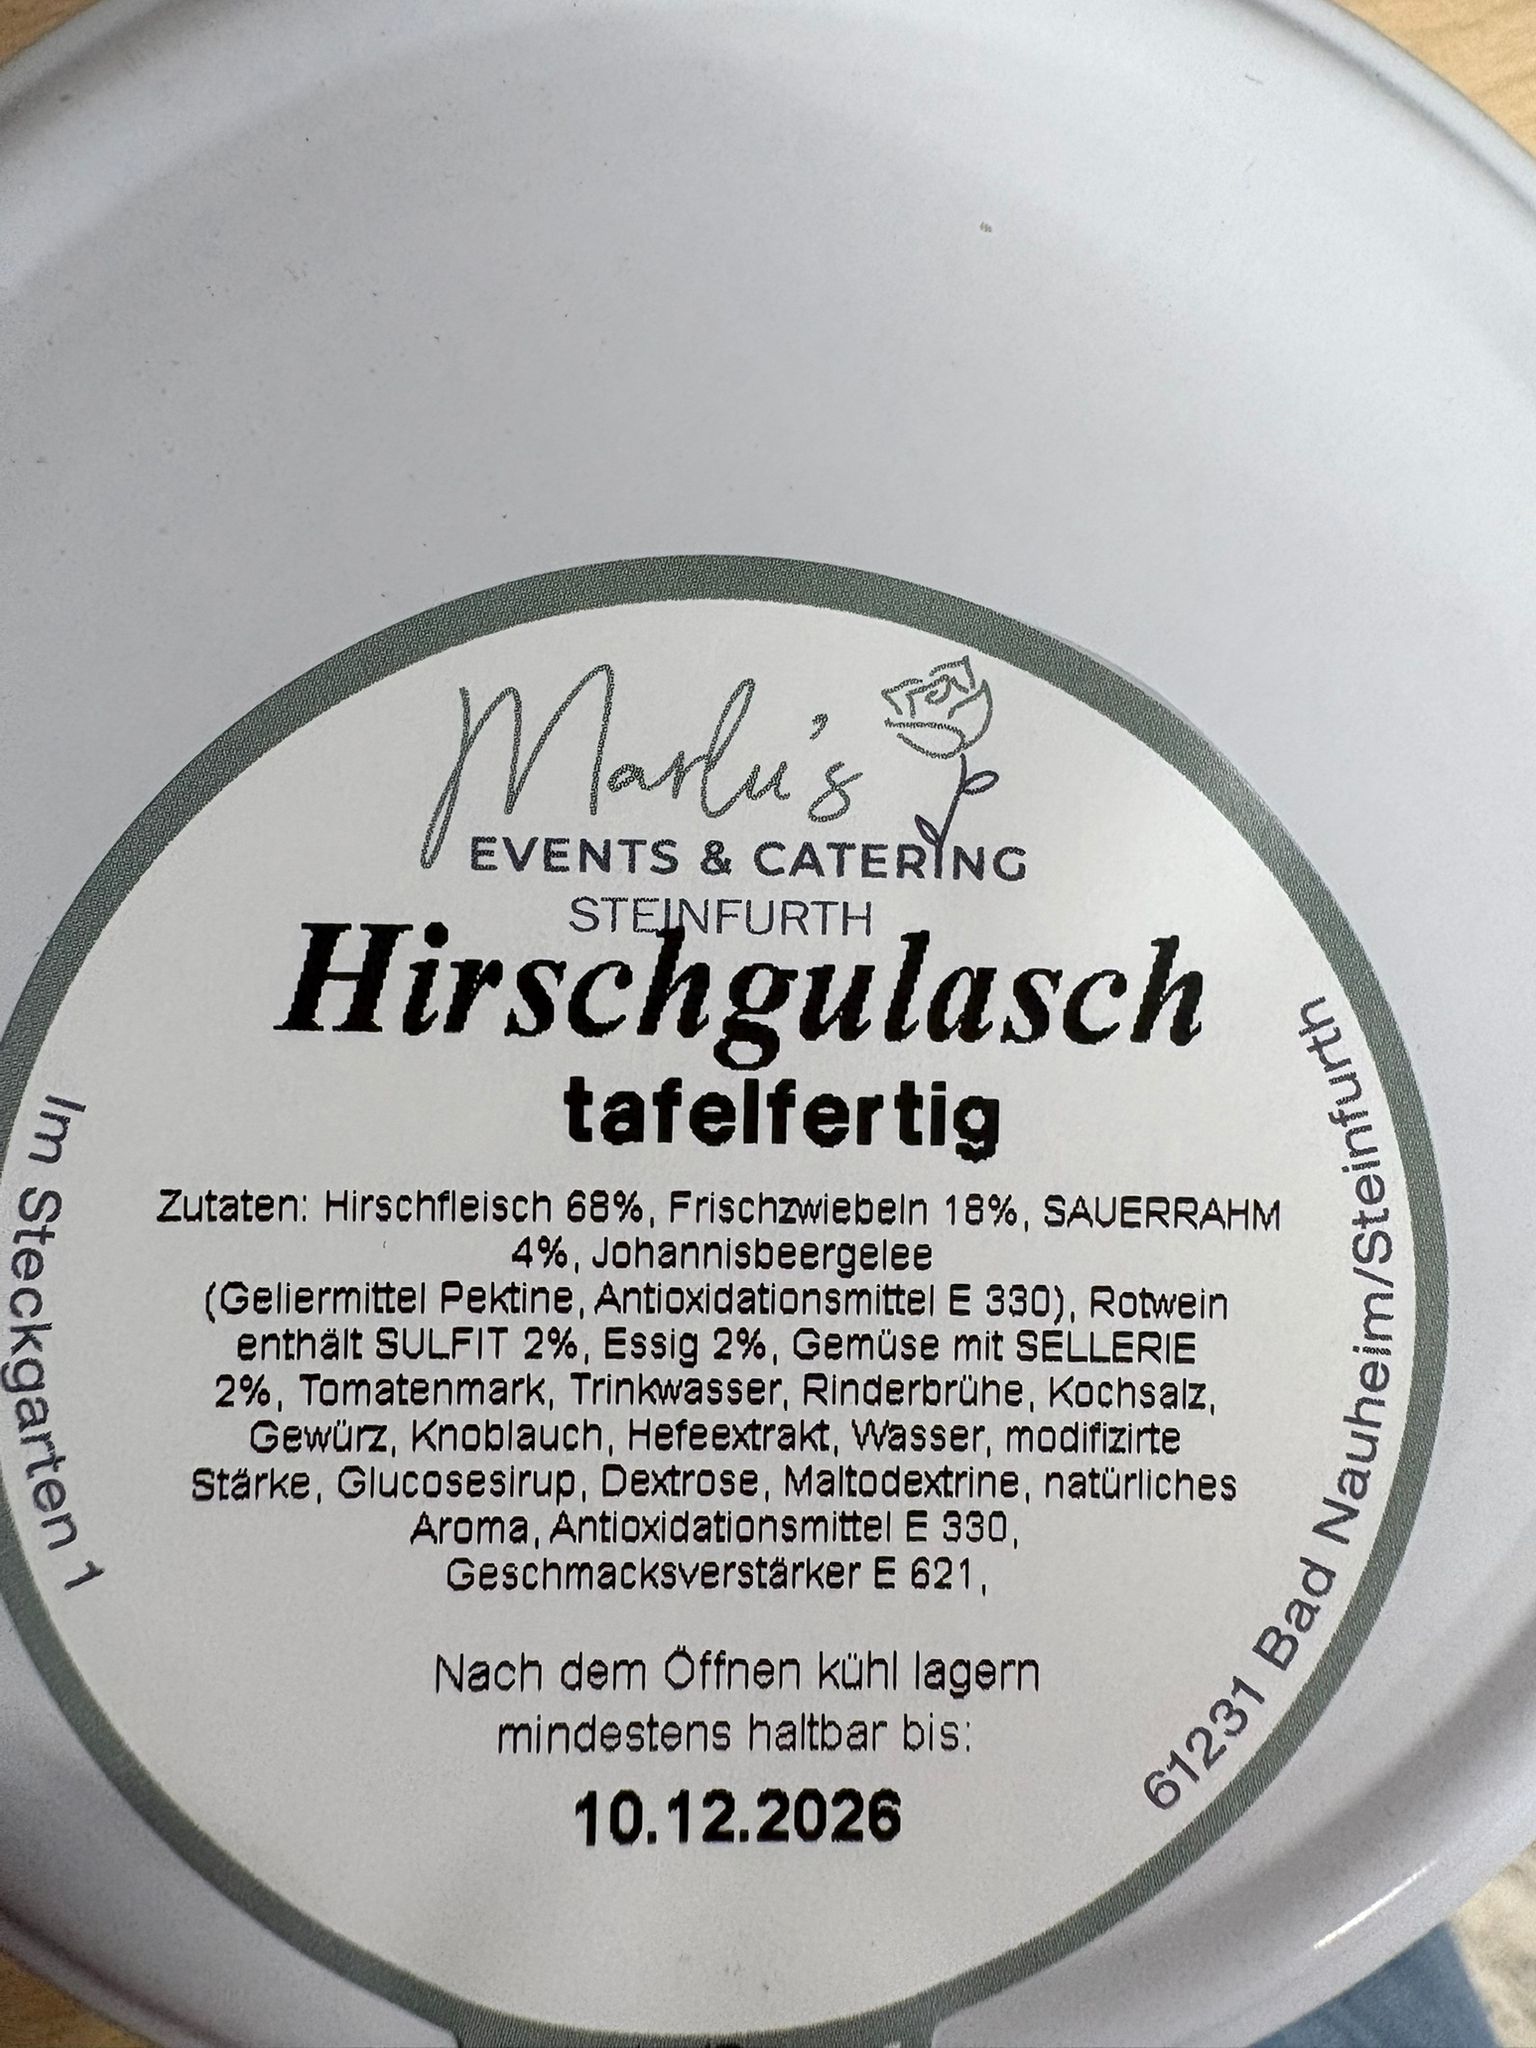 Marlu's
EVENTS & CATERING
STEINFURTH
Hirschgulasch
tafelfertig
Zutaten: Hirschfleisch 68%, Frischzwiebeln 18%, SAUERRAHM
4%, Johannisbeergelee
(Geliermittel Pektine, Antioxidationsmittel E 330), Rotwein
enthält SULFIT 2%, Essig 2%, Gemüse mit SELLERIE
2%, Tomatenmark, Trinkwasser, Rinderbrühe, Kochsalz,
Gewürz, Knoblauch, Hefeextrakt, Wasser, modifizirte
Stärke, Glucosesirup, Dextrose, Maltodextrine, natürliches
Aroma, Antioxidationsmittel E 330,
Geschmacksverstärker E 621,
Nach dem Öffnen kühl lagern
mindestens haltbar bis:
10.12.2026
Im Steckgarten 1
61231 Bad Nauheim/Steinfurth